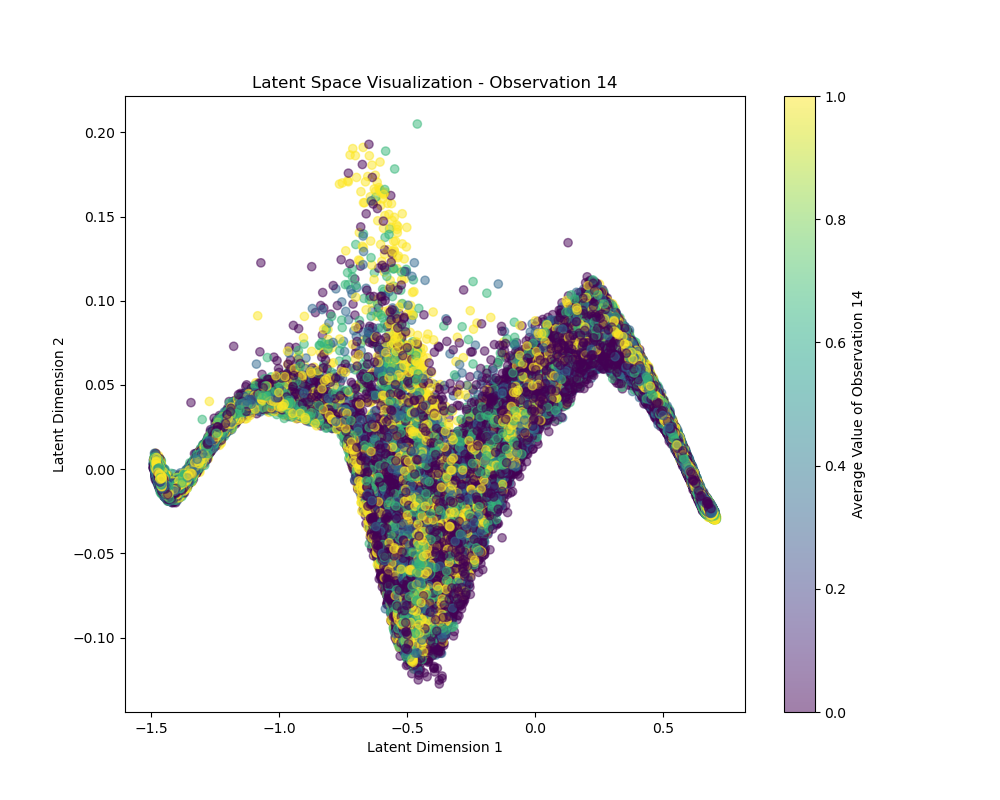 Latent Space Visualization - Observation 14
0.20
0.15
0.10
0.05
0.00
−0.05
−0.10
Latent Dimension 2
−1.5 −1.0 −0.5 0.0 0.5
Latent Dimension 1
1.0
0.8
0.6
0.4
0.2
0.0
Average Value of Observation 14